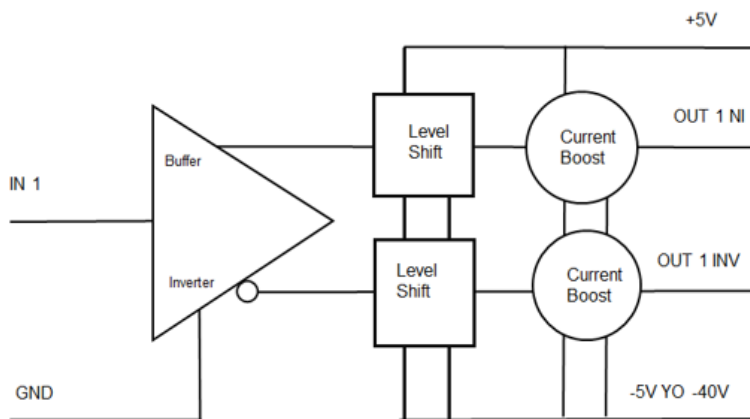 +5V
Level
Shift
Current
Boost
OUT 1 NI
Buffer
IN 1
Inverter
Level
Shift
Current
Boost
OUT 1 INV
GND
-5V YO -40V